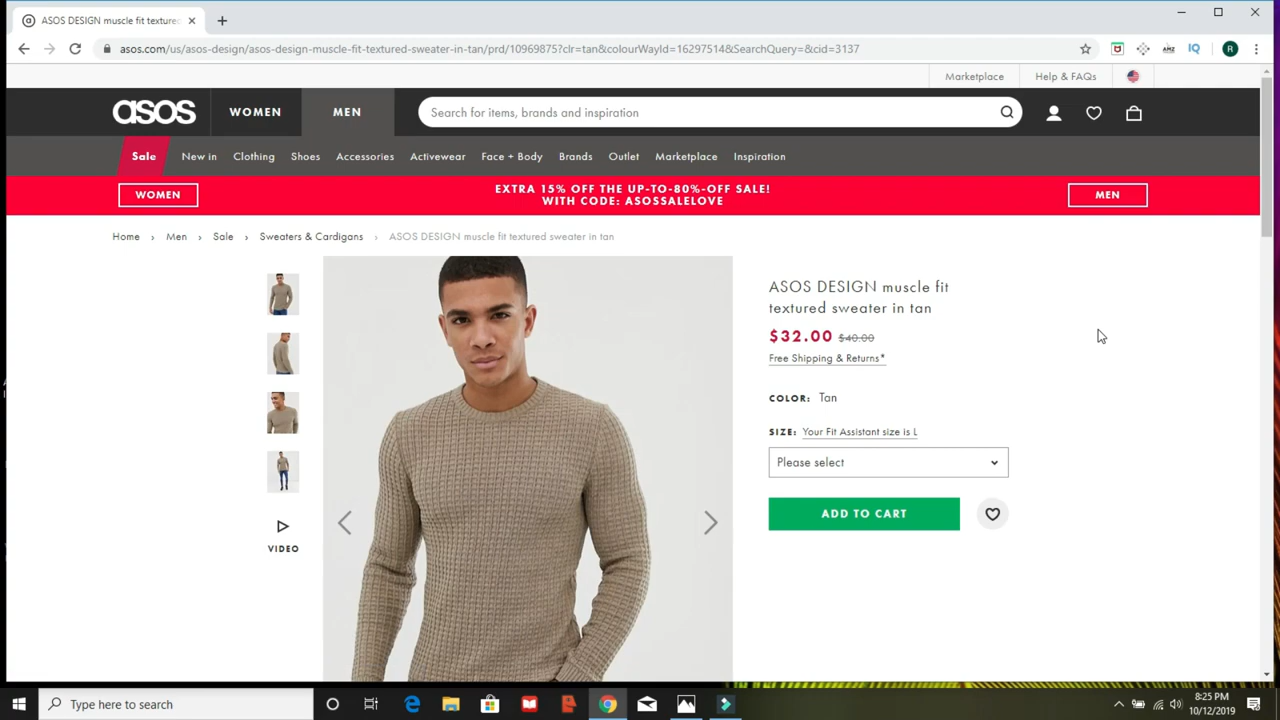 ASOS DESIGN muscle fit textured
asos.com/us/asos-design/asos-design-muscle-fit-textured-sweater-in-tan/prd/10969875?clr=tan&colourWayId=16297514&SearchQuery=&cid=3137
R
Marketplace
Help & FAQs
asos
WOMEN
MEN
Search for items, brands and inspiration
Sale
New in
Clothing
Shoes
Accessories
Activewear
Face + Body
Brands
Outlet
Marketplace
Inspiration
WOMEN
EXTRA 15% OFF THE UP-TO-80%-OFF SALE!
WITH CODE: ASOSSALELOVE
MEN
Home › Men › Sale › Sweaters & Cardigans › ASOS DESIGN muscle fit textured sweater in tan
VIDEO
ASOS DESIGN muscle fit
textured sweater in tan
$32.00 $40.00
Free Shipping & Returns*
COLOR: Tan
SIZE: Your Fit Assistant size is L
Please select
ADD TO CART
Type here to search
8:25 PM
10/12/2019